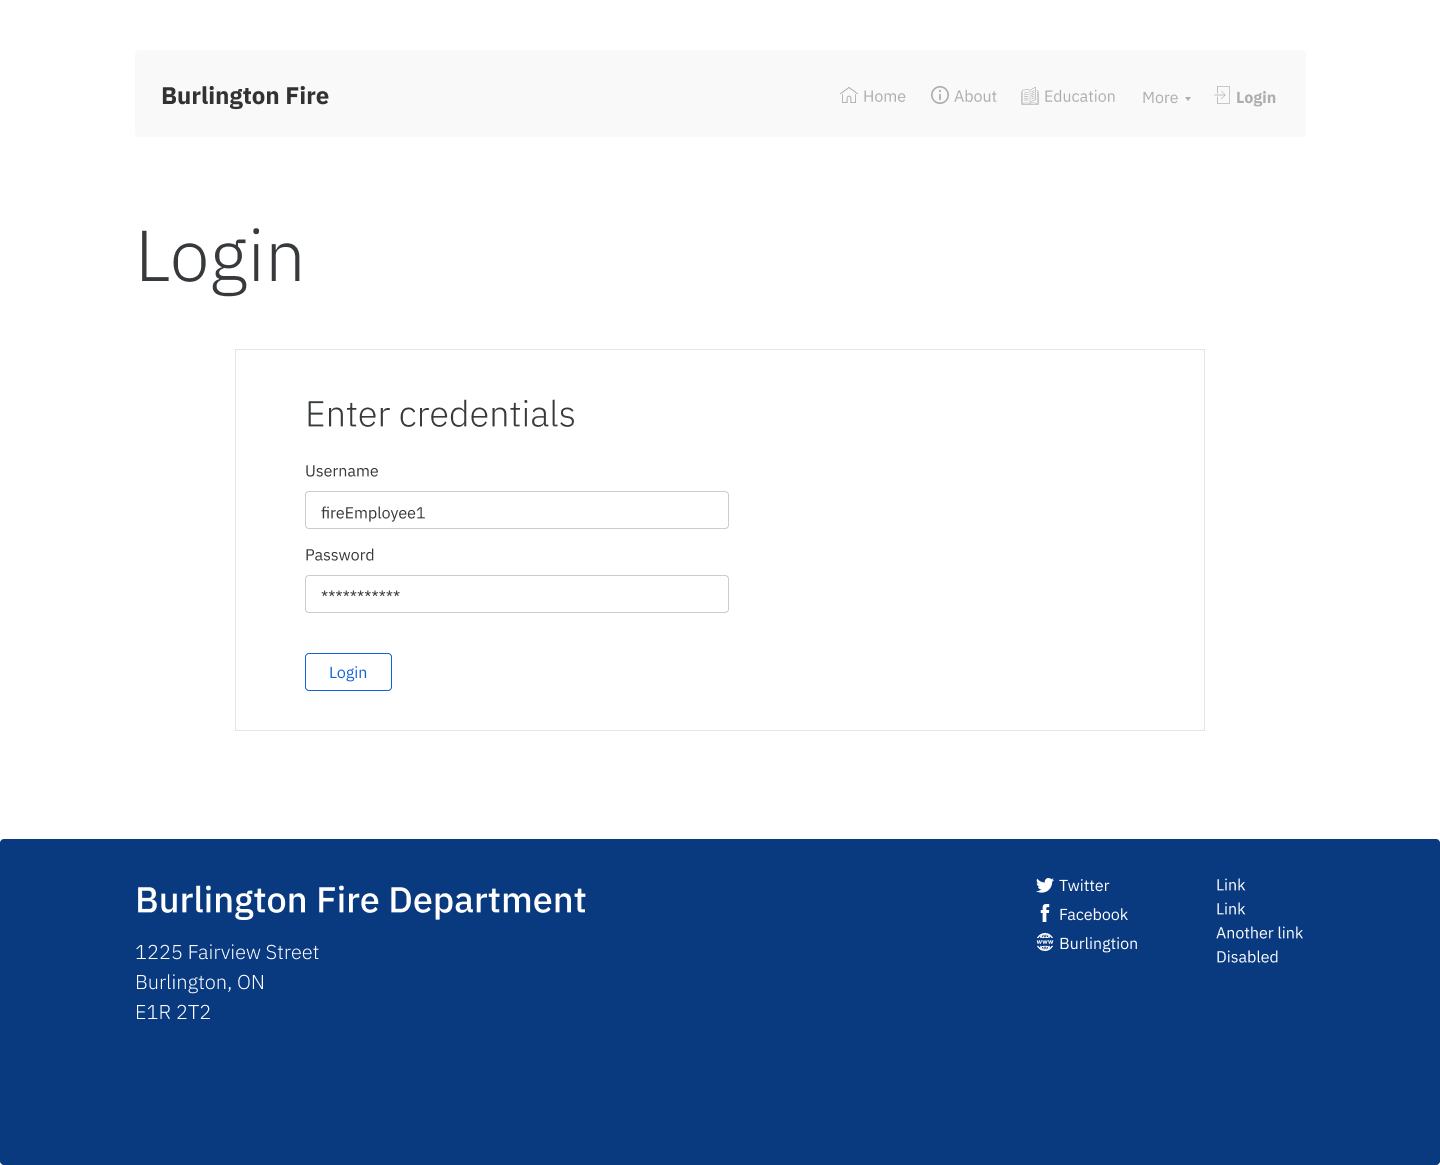 Burlington Fire
Home About Education More Login
Login
Enter credentials
Username
fireEmployee1
Password
***********
Login
Burlington Fire Department
1225 Fairview Street
Burlington, ON
E1R 2T2
Twitter
Facebook
www Burlingtion
Link
Link
Another link
Disabled